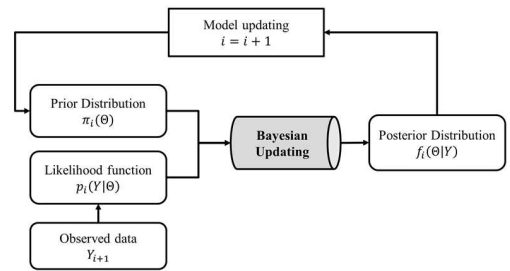 Model updating
i = i + 1
Prior Distribution
π_i(Θ)
Bayesian
Updating
Posterior Distribution
f_i(Θ|Y)
Likelihood function
p_i(Y|Θ)
Observed data
Y_{i+1}